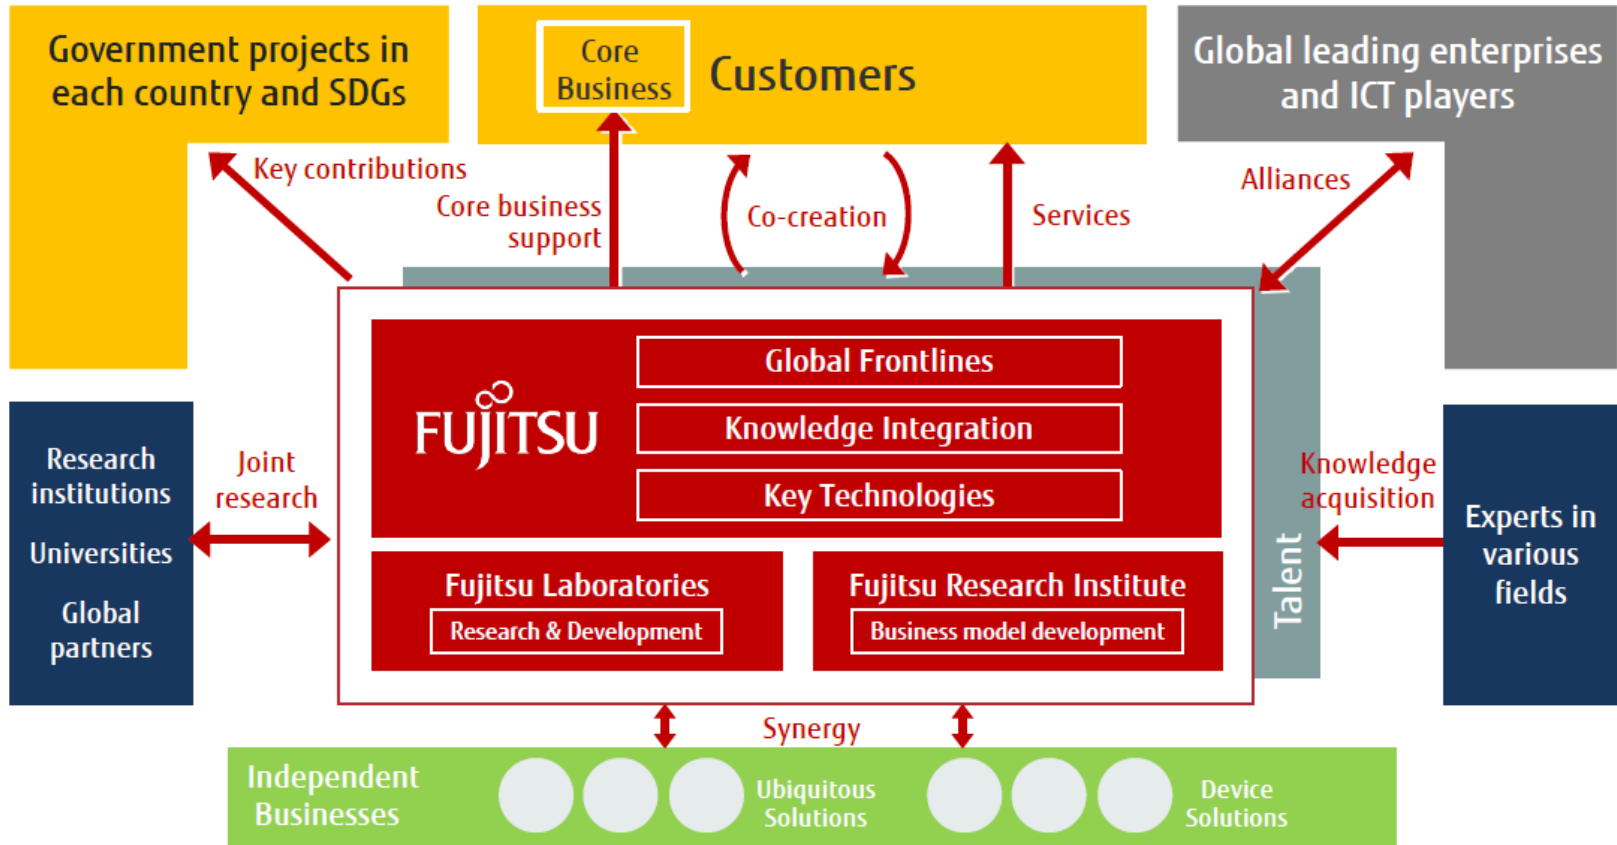 Government projects in
each country and SDGs
Core
Business
Customers
Global leading enterprises
and ICT players
Key contributions
Core business
support
Co-creation
Services
Alliances
FUJITSU
Global Frontlines
Knowledge Integration
Key Technologies
Research
institutions
Universities
Global
partners
Joint
research
Knowledge
acquisition
Experts in
various
fields
Talent
Fujitsu Laboratories
Research & Development
Fujitsu Research Institute
Business model development
Synergy
Independent
Businesses
Ubiquitous
Solutions
Device
Solutions